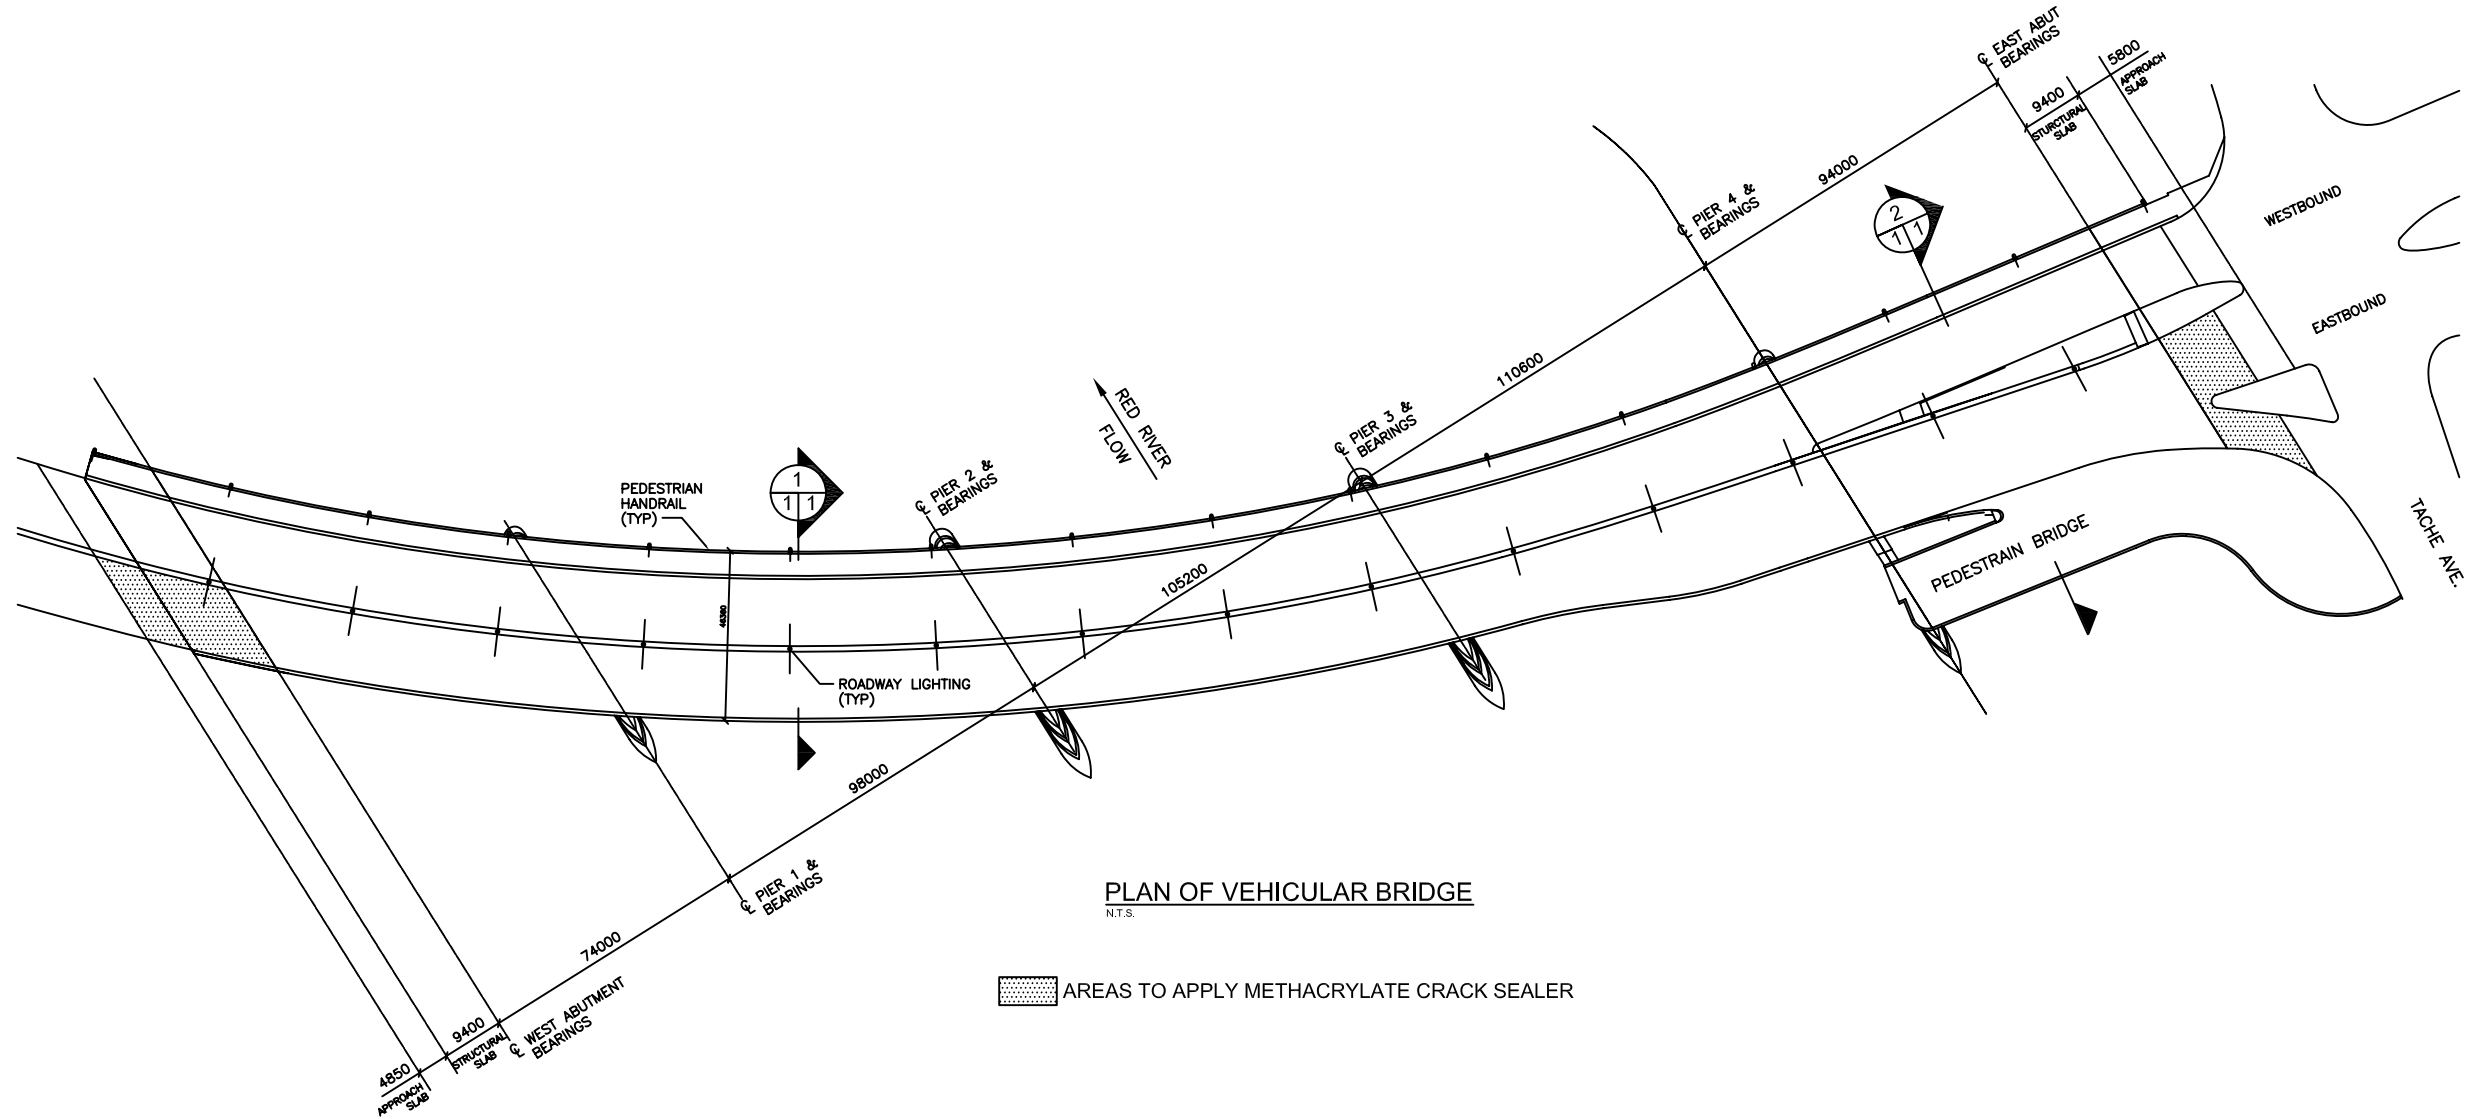 ℄ EAST ABUT
BEARINGS
5800
APPROACH
SLAB
9400
STURCTURAL
SLAB
94000
℄ PIER 4 &
BEARINGS
2
1 1
WESTBOUND
EASTBOUND
110600
RED RIVER
FLOW
℄ PIER 3 &
BEARINGS
1
1 1
PEDESTRIAN
HANDRAIL
(TYP)
℄ PIER 2 &
BEARINGS
TACHE AVE.
PEDESTRAIN BRIDGE
105200
ROADWAY LIGHTING
(TYP)
98000
℄ PIER 1 &
BEARINGS
PLAN OF VEHICULAR BRIDGE
N.T.S.
74000
℄ WEST ABUTMENT
BEARINGS
AREAS TO APPLY METHACRYLATE CRACK SEALER
9400
STRUCTURAL
SLAB
4850
APPROACH
SLAB